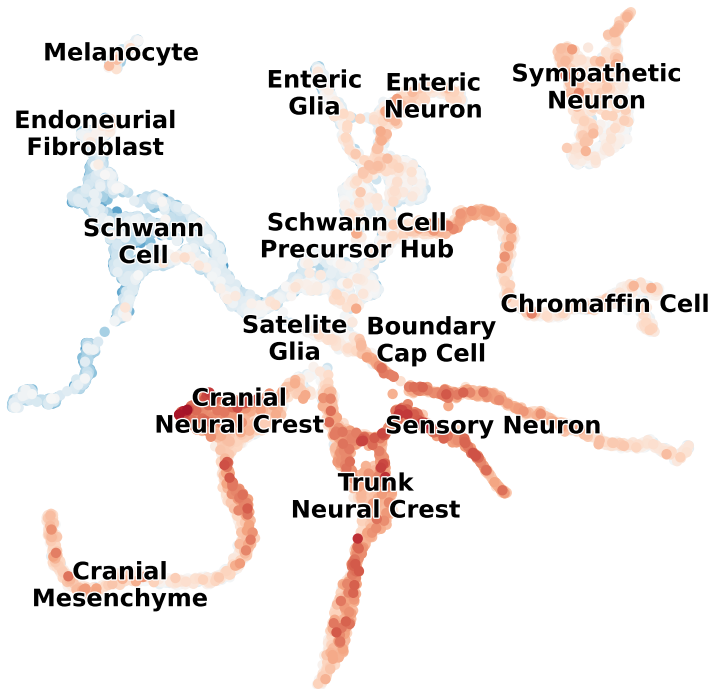 Melanocyte
Enteric
Glia
Enteric
Neuron
Sympathetic
Neuron
Endoneurial
Fibroblast
Schwann
Cell
Schwann Cell
Precursor Hub
Chromaffin Cell
Satelite
Glia
Boundary
Cap Cell
Cranial
Neural Crest
Sensory Neuron
Trunk
Neural Crest
Cranial
Mesenchyme